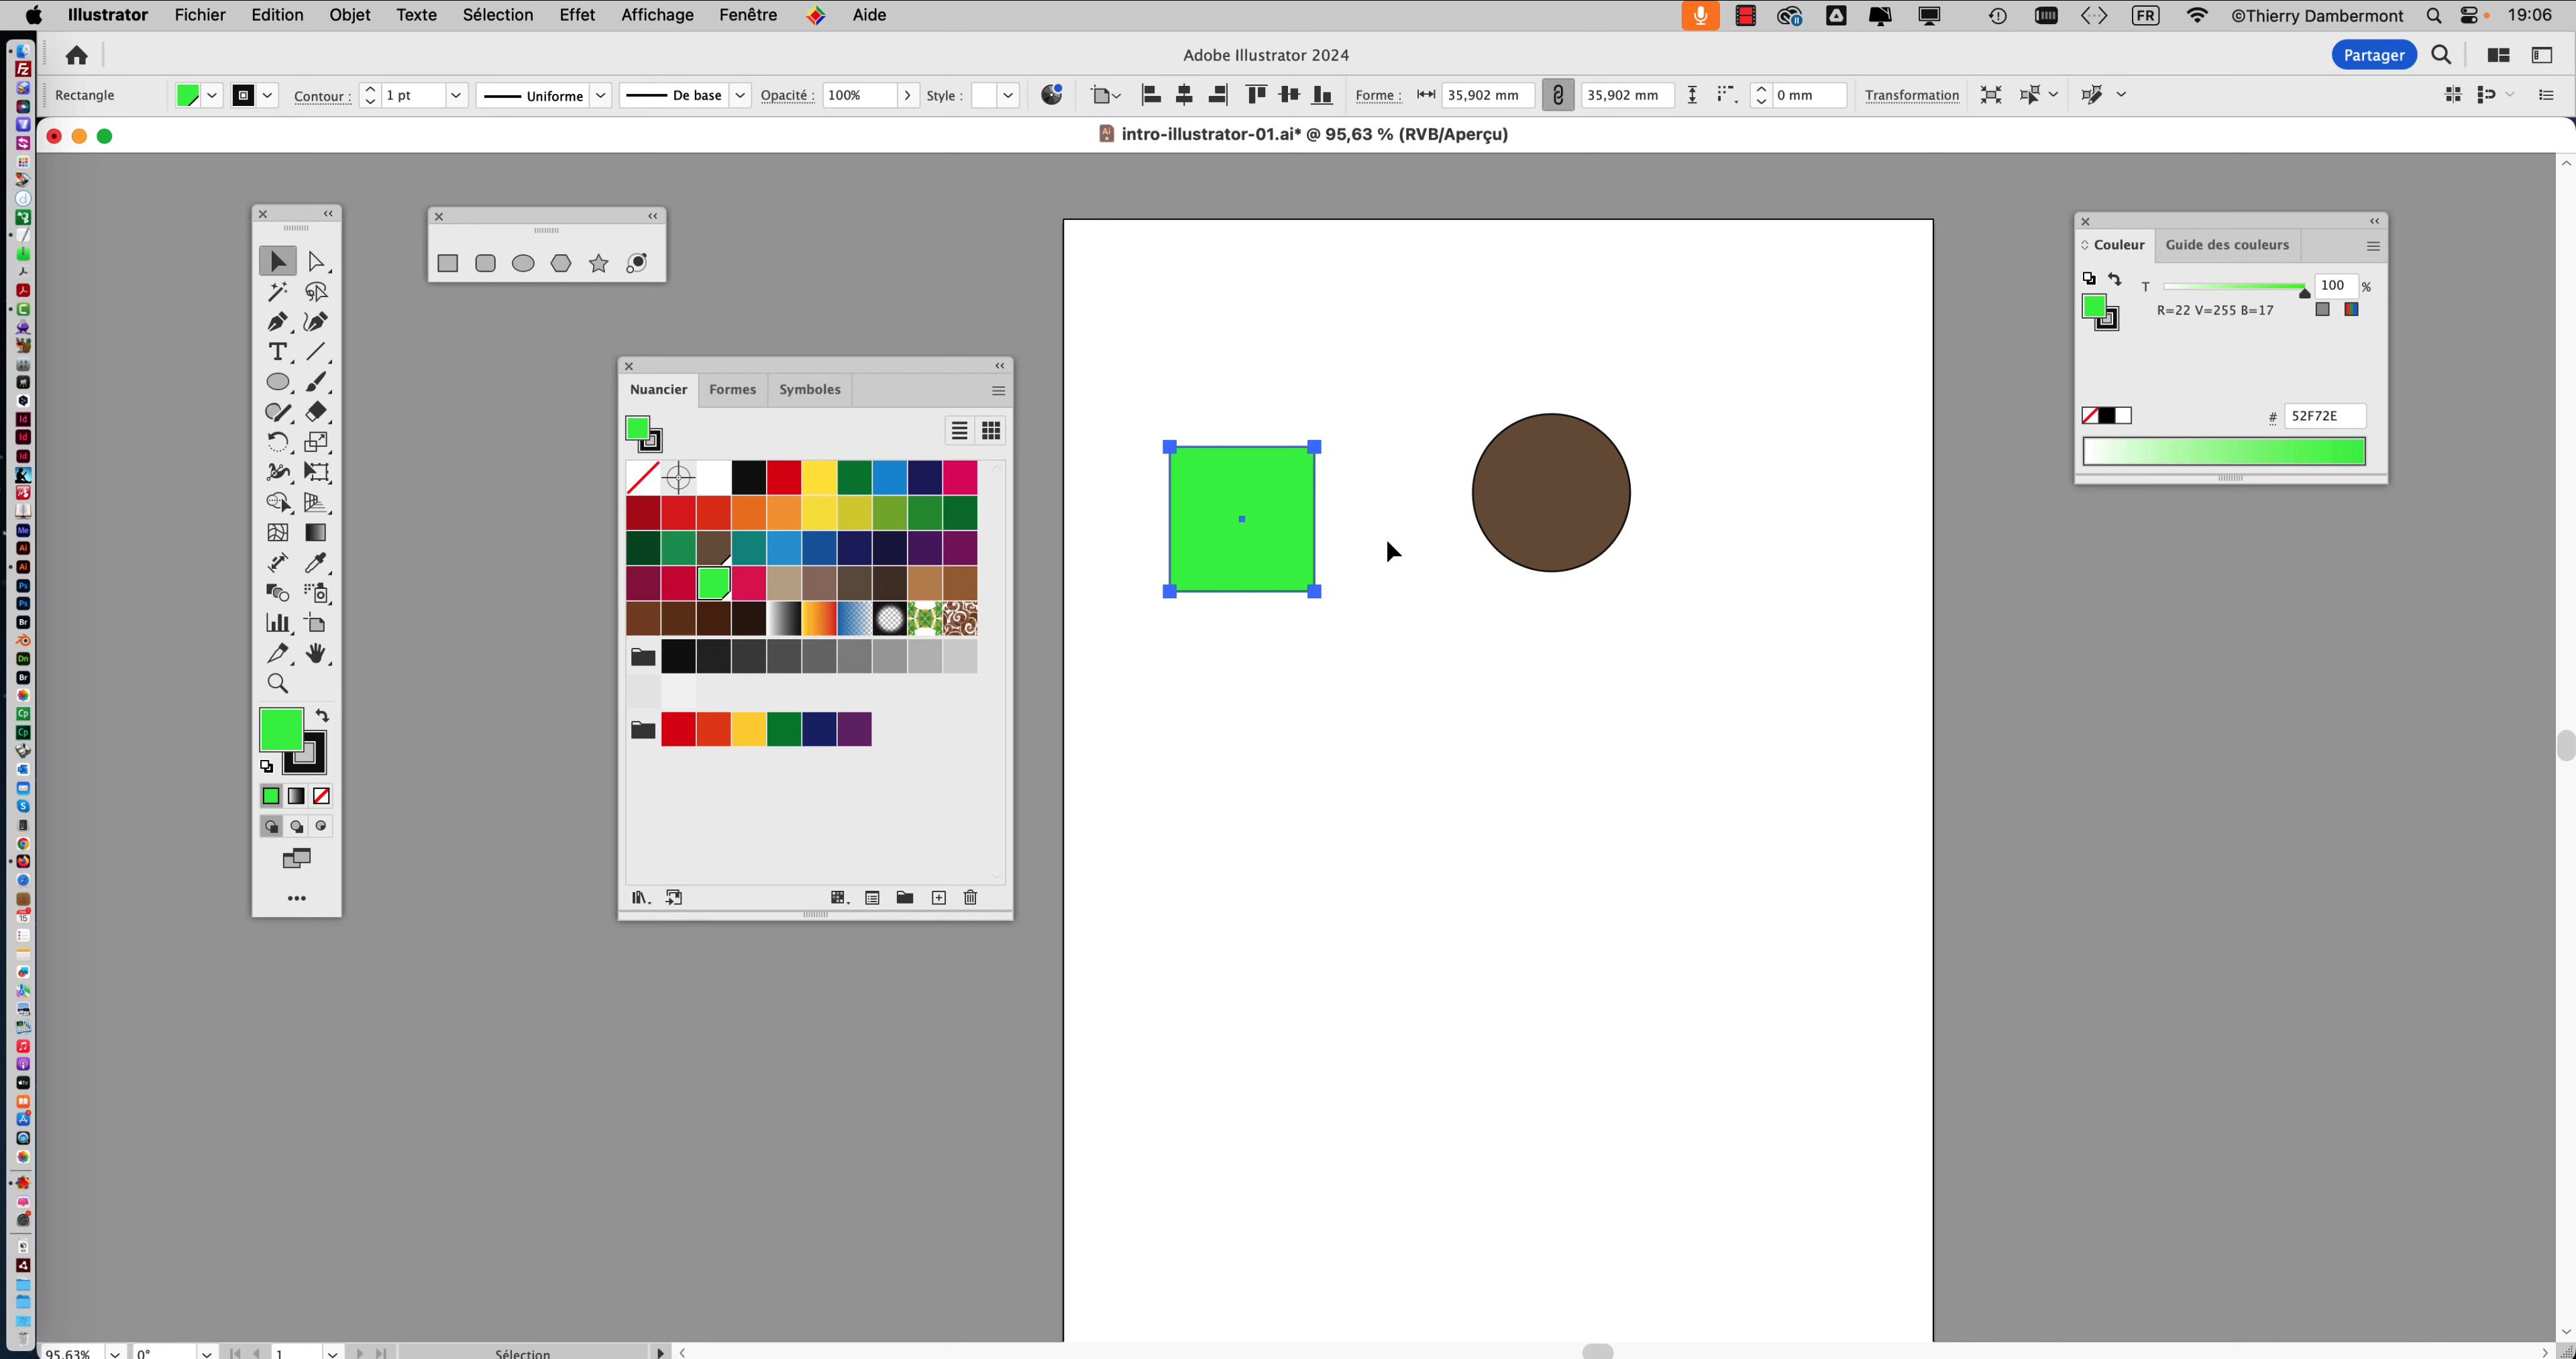 Illustrator Fichier Edition Objet Texte Sélection Effet Affichage Fenêtre Aide FR ©Thierry Dambermont 19:06
Adobe Illustrator 2024 Partager
Rectangle Contour : 1 pt Uniforme De base Opacité : 100% Style : Forme : 35,902 mm 35,902 mm 0 mm Transformation
intro-illustrator-01.ai* @ 95,63 % (RVB/Aperçu)
Couleur Guide des couleurs
T 100 %
R=22 V=255 B=17
# 52F72E
Nuancier Formes Symboles
95,63% 0° 1 Sélection